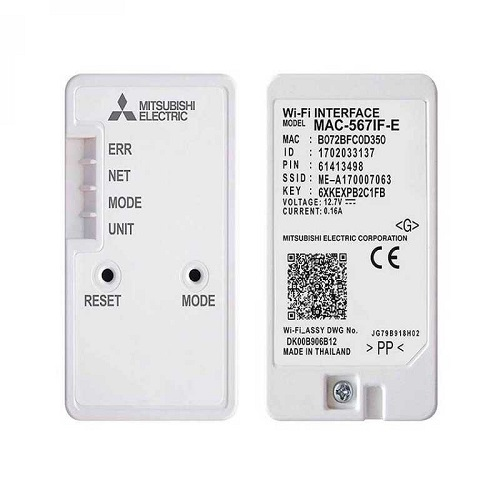 MITSUBISHI
ELECTRIC
ERR
NET
MODE
UNIT
RESET
MODE
Wi-Fi INTERFACE
MODEL MAC-567IF-E
MAC : B072BFC0D350
ID : 1702033137
PIN : 61413498
SSID : ME-A170007063
KEY : 6XKEXPB2C1FB
VOLTAGE: 12.7V ⎓
CURRENT: 0.16A
<G>
MITSUBISHI ELECTRIC CORPORATION
CE
Wi-Fi_ASSY DWG No.
JG79B918H02
DK00B906B12
MADE IN THAILAND
>PP<